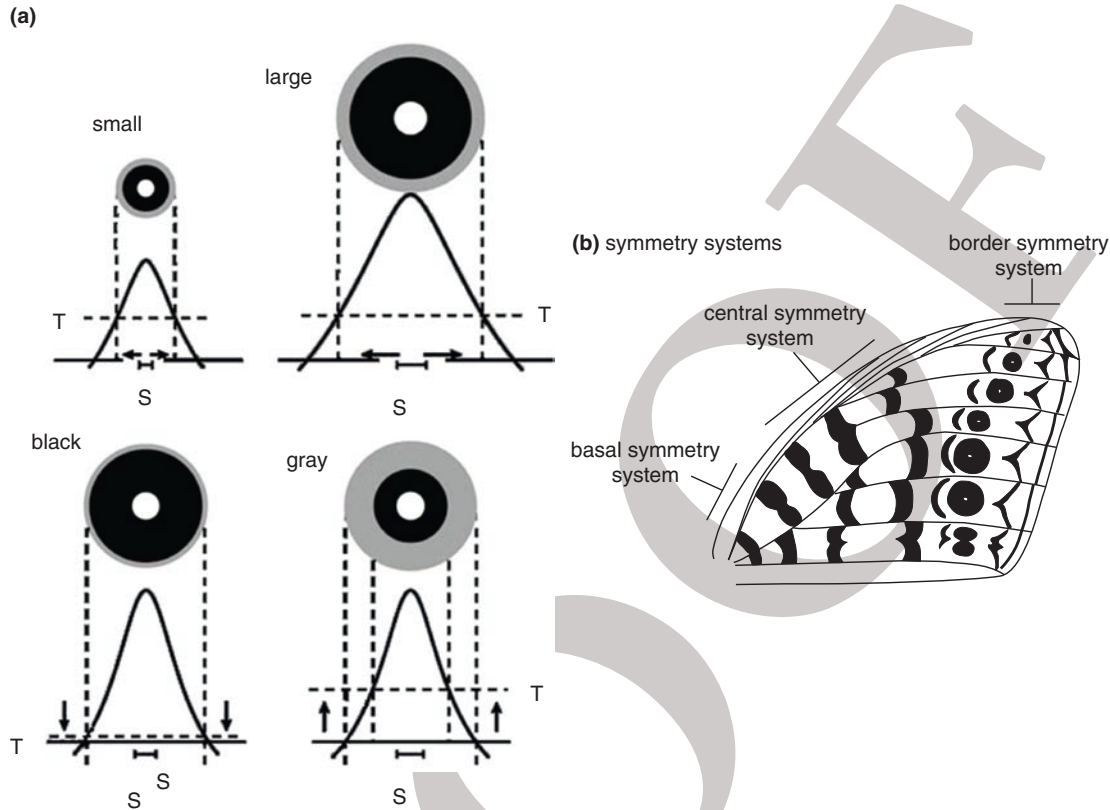 (a)
large
small
T
T
S
S
black
gray
T
T
S
S
S
(b) symmetry systems
border symmetry
system
central symmetry
system
basal symmetry
system